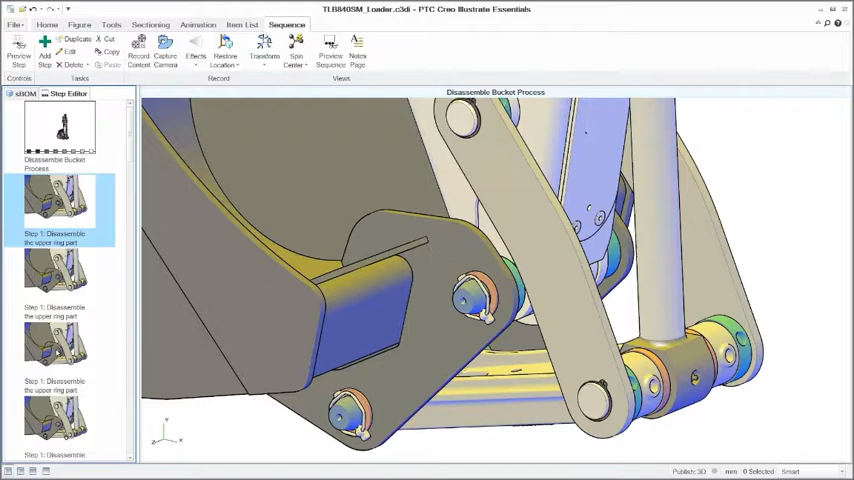 TLB840SM_Loader.c3di - PTC Creo Illustrate Essentials
File Home Figure Tools Sectioning Animation Item List Sequence
Preview Step
Add Step
Duplicate
Edit
Delete
Cut
Copy
Paste
Record Content
Capture Camera
Effects
Restore Location
Transform
Spin Center
Preview Sequence
Notes Page
Controls Tasks Record Views
sBOM Step Editor
Disassemble Bucket Process
Disassemble Bucket
Process
Step 1: Disassemble
the upper ring part
Step 1: Disassemble
the upper ring part
Step 1: Disassemble
the upper ring part
Step 1: Disassemble
Y
Z X
Publish: 3D mm 0 Selected Smart